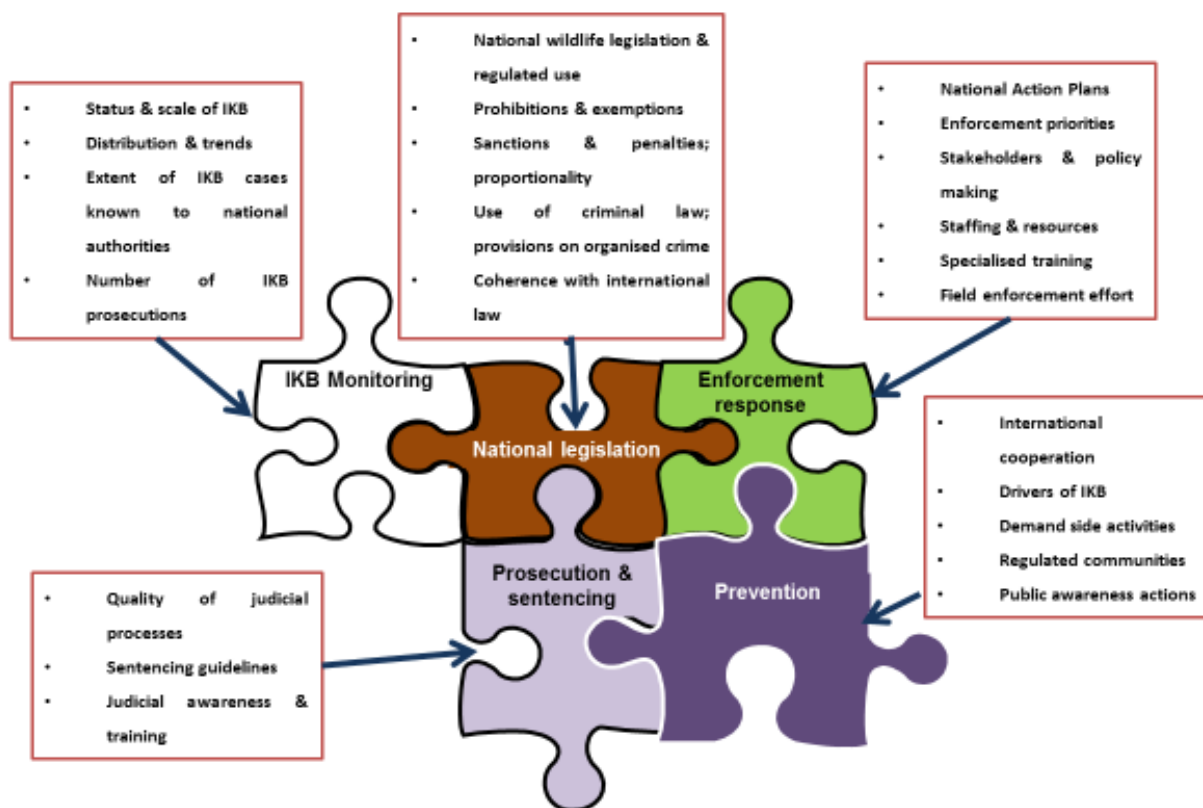 • Status & scale of IKB
• Distribution & trends
• Extent of IKB cases
known to national
authorities
• Number of IKB
prosecutions
• National wildlife legislation &
regulated use
• Prohibitions & exemptions
• Sanctions & penalties;
proportionality
• Use of criminal law;
provisions on organised crime
• Coherence with international
law
• National Action Plans
• Enforcement priorities
• Stakeholders & policy
making
• Staffing & resources
• Specialised training
• Field enforcement effort
IKB Monitoring
National legislation
Enforcement
response
• International
cooperation
• Drivers of IKB
• Demand side activities
• Regulated communities
• Public awareness actions
• Quality of judicial
processes
• Sentencing guidelines
• Judicial awareness &
training
Prosecution &
sentencing
Prevention